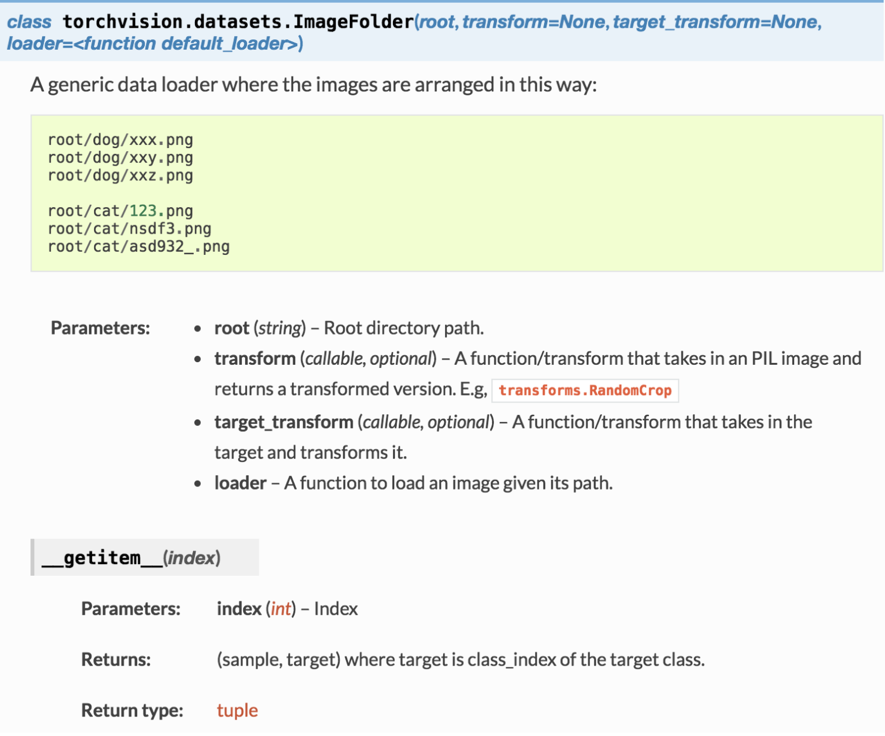 class torchvision.datasets.ImageFolder(root, transform=None, target_transform=None,
loader=<function default_loader>)
A generic data loader where the images are arranged in this way:
root/dog/xxx.png
root/dog/xxy.png
root/dog/xxz.png
root/cat/123.png
root/cat/nsdf3.png
root/cat/asd932_.png
Parameters:
• root (string) – Root directory path.
• transform (callable, optional) – A function/transform that takes in an PIL image and
returns a transformed version. E.g, transforms.RandomCrop
• target_transform (callable, optional) – A function/transform that takes in the
target and transforms it.
• loader – A function to load an image given its path.
__getitem__(index)
Parameters: index (int) – Index
Returns: (sample, target) where target is class_index of the target class.
Return type: tuple